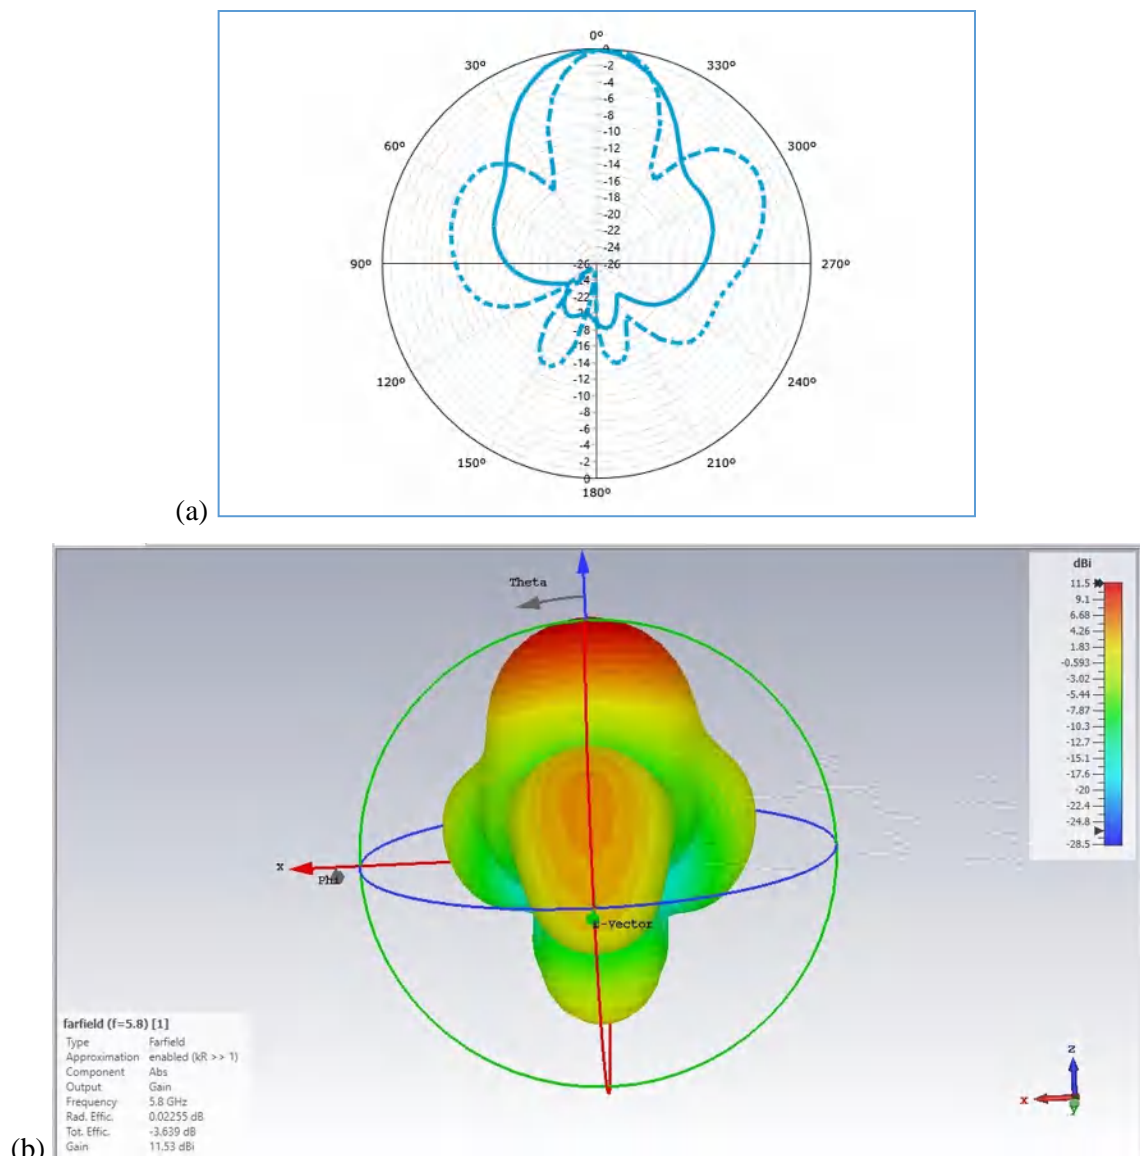 0°
30°
330°
60°
300°
90°
270°
120°
240°
150°
210°
180°
0
-2
-4
-6
-8
-10
-12
-14
-16
-18
-20
-22
-24
-26 -26
-22
-18
-16
-14
-12
-10
-8
-6
-4
-2
0
(a)
Theta
x
Phi
-Vector
dBi
11.5
9.1
6.68
4.26
1.83
-0.593
-3.02
-5.44
-7.87
-10.3
-12.7
-15.1
-17.6
-20
-22.4
-24.8
-28.5
farfield (f=5.8) [1]
Type Farfield
Approximation enabled (kR >> 1)
Component Abs
Output Gain
Frequency 5.8 GHz
Rad. Effic. 0.02255 dB
Tot. Effic. -3.639 dB
Gain 11.53 dBi
z
x
y
(b)